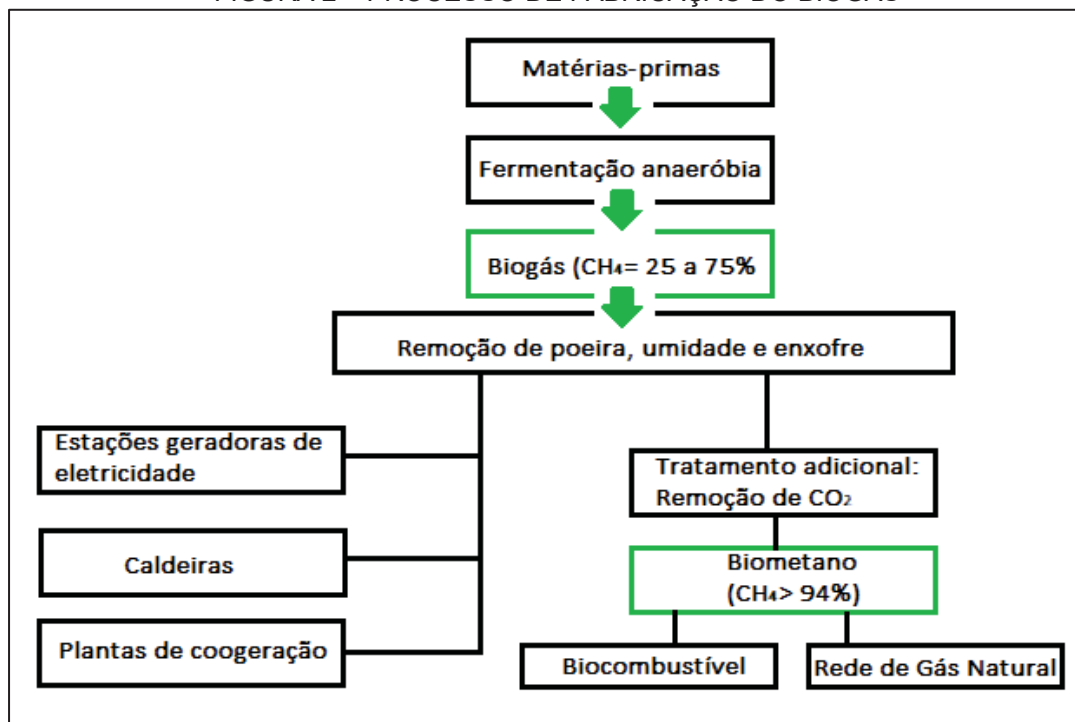 Matérias-primas
Fermentação anaeróbia
Biogás (CH₄= 25 a 75%
Remoção de poeira, umidade e enxofre
Estações geradoras de
eletricidade
Tratamento adicional:
Remoção de CO₂
Caldeiras
Biometano
(CH₄> 94%)
Plantas de coogeração
Biocombustível
Rede de Gás Natural